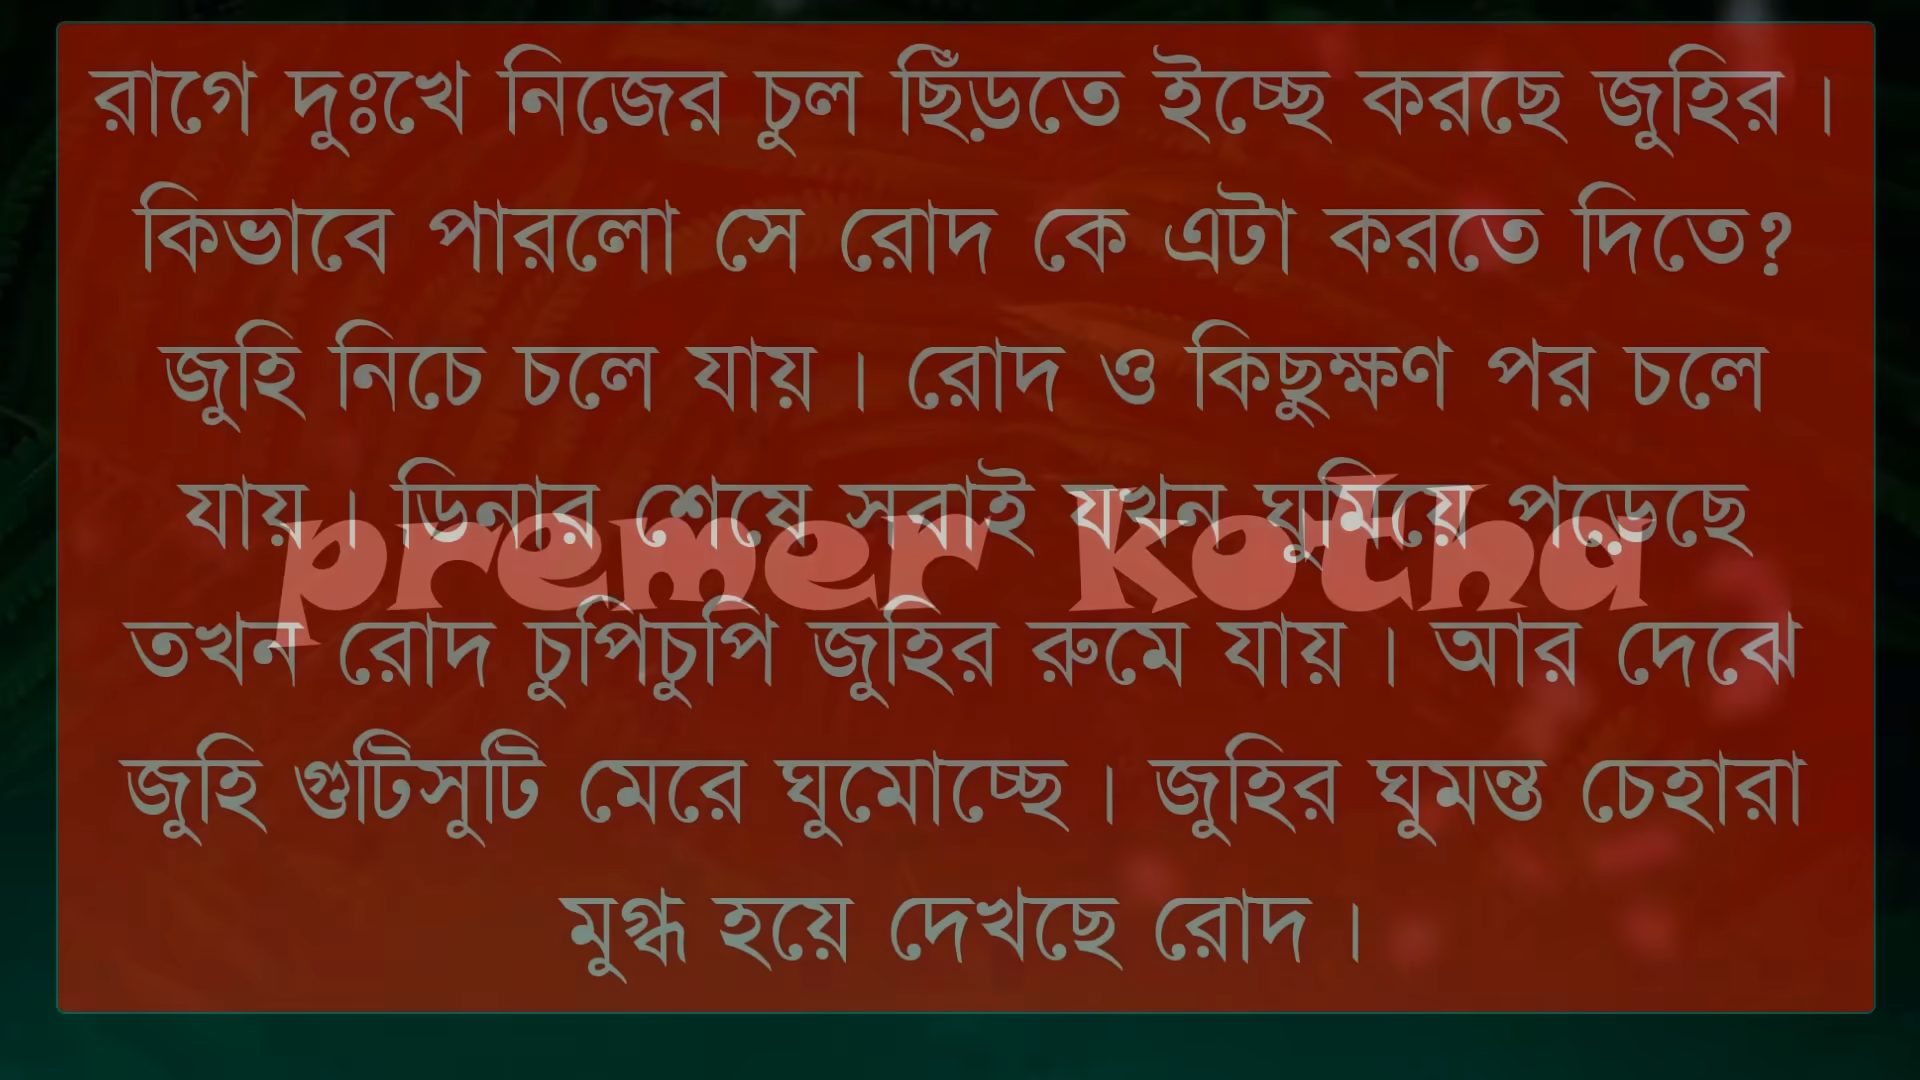 রাগে দুঃখে নিজের চুল ছিঁড়তে ইচ্ছে করছে জুহির ।
কিভাবে পারলো সে রোদ কে এটা করতে দিতে?
জুহি নিচে চলে যায় । রোদ ও কিছুক্ষণ পর চলে
যায় । ডিনার শেষে সবাই যখন ঘুমিয়ে পড়েছে
premer kotha
তখন রোদ চুপিচুপি জুহির রুমে যায় । আর দেঝে
জুহি গুটিসুটি মেরে ঘুমোচ্ছে । জুহির ঘুমন্ত চেহারা
মুগ্ধ হয়ে দেখছে রোদ ।